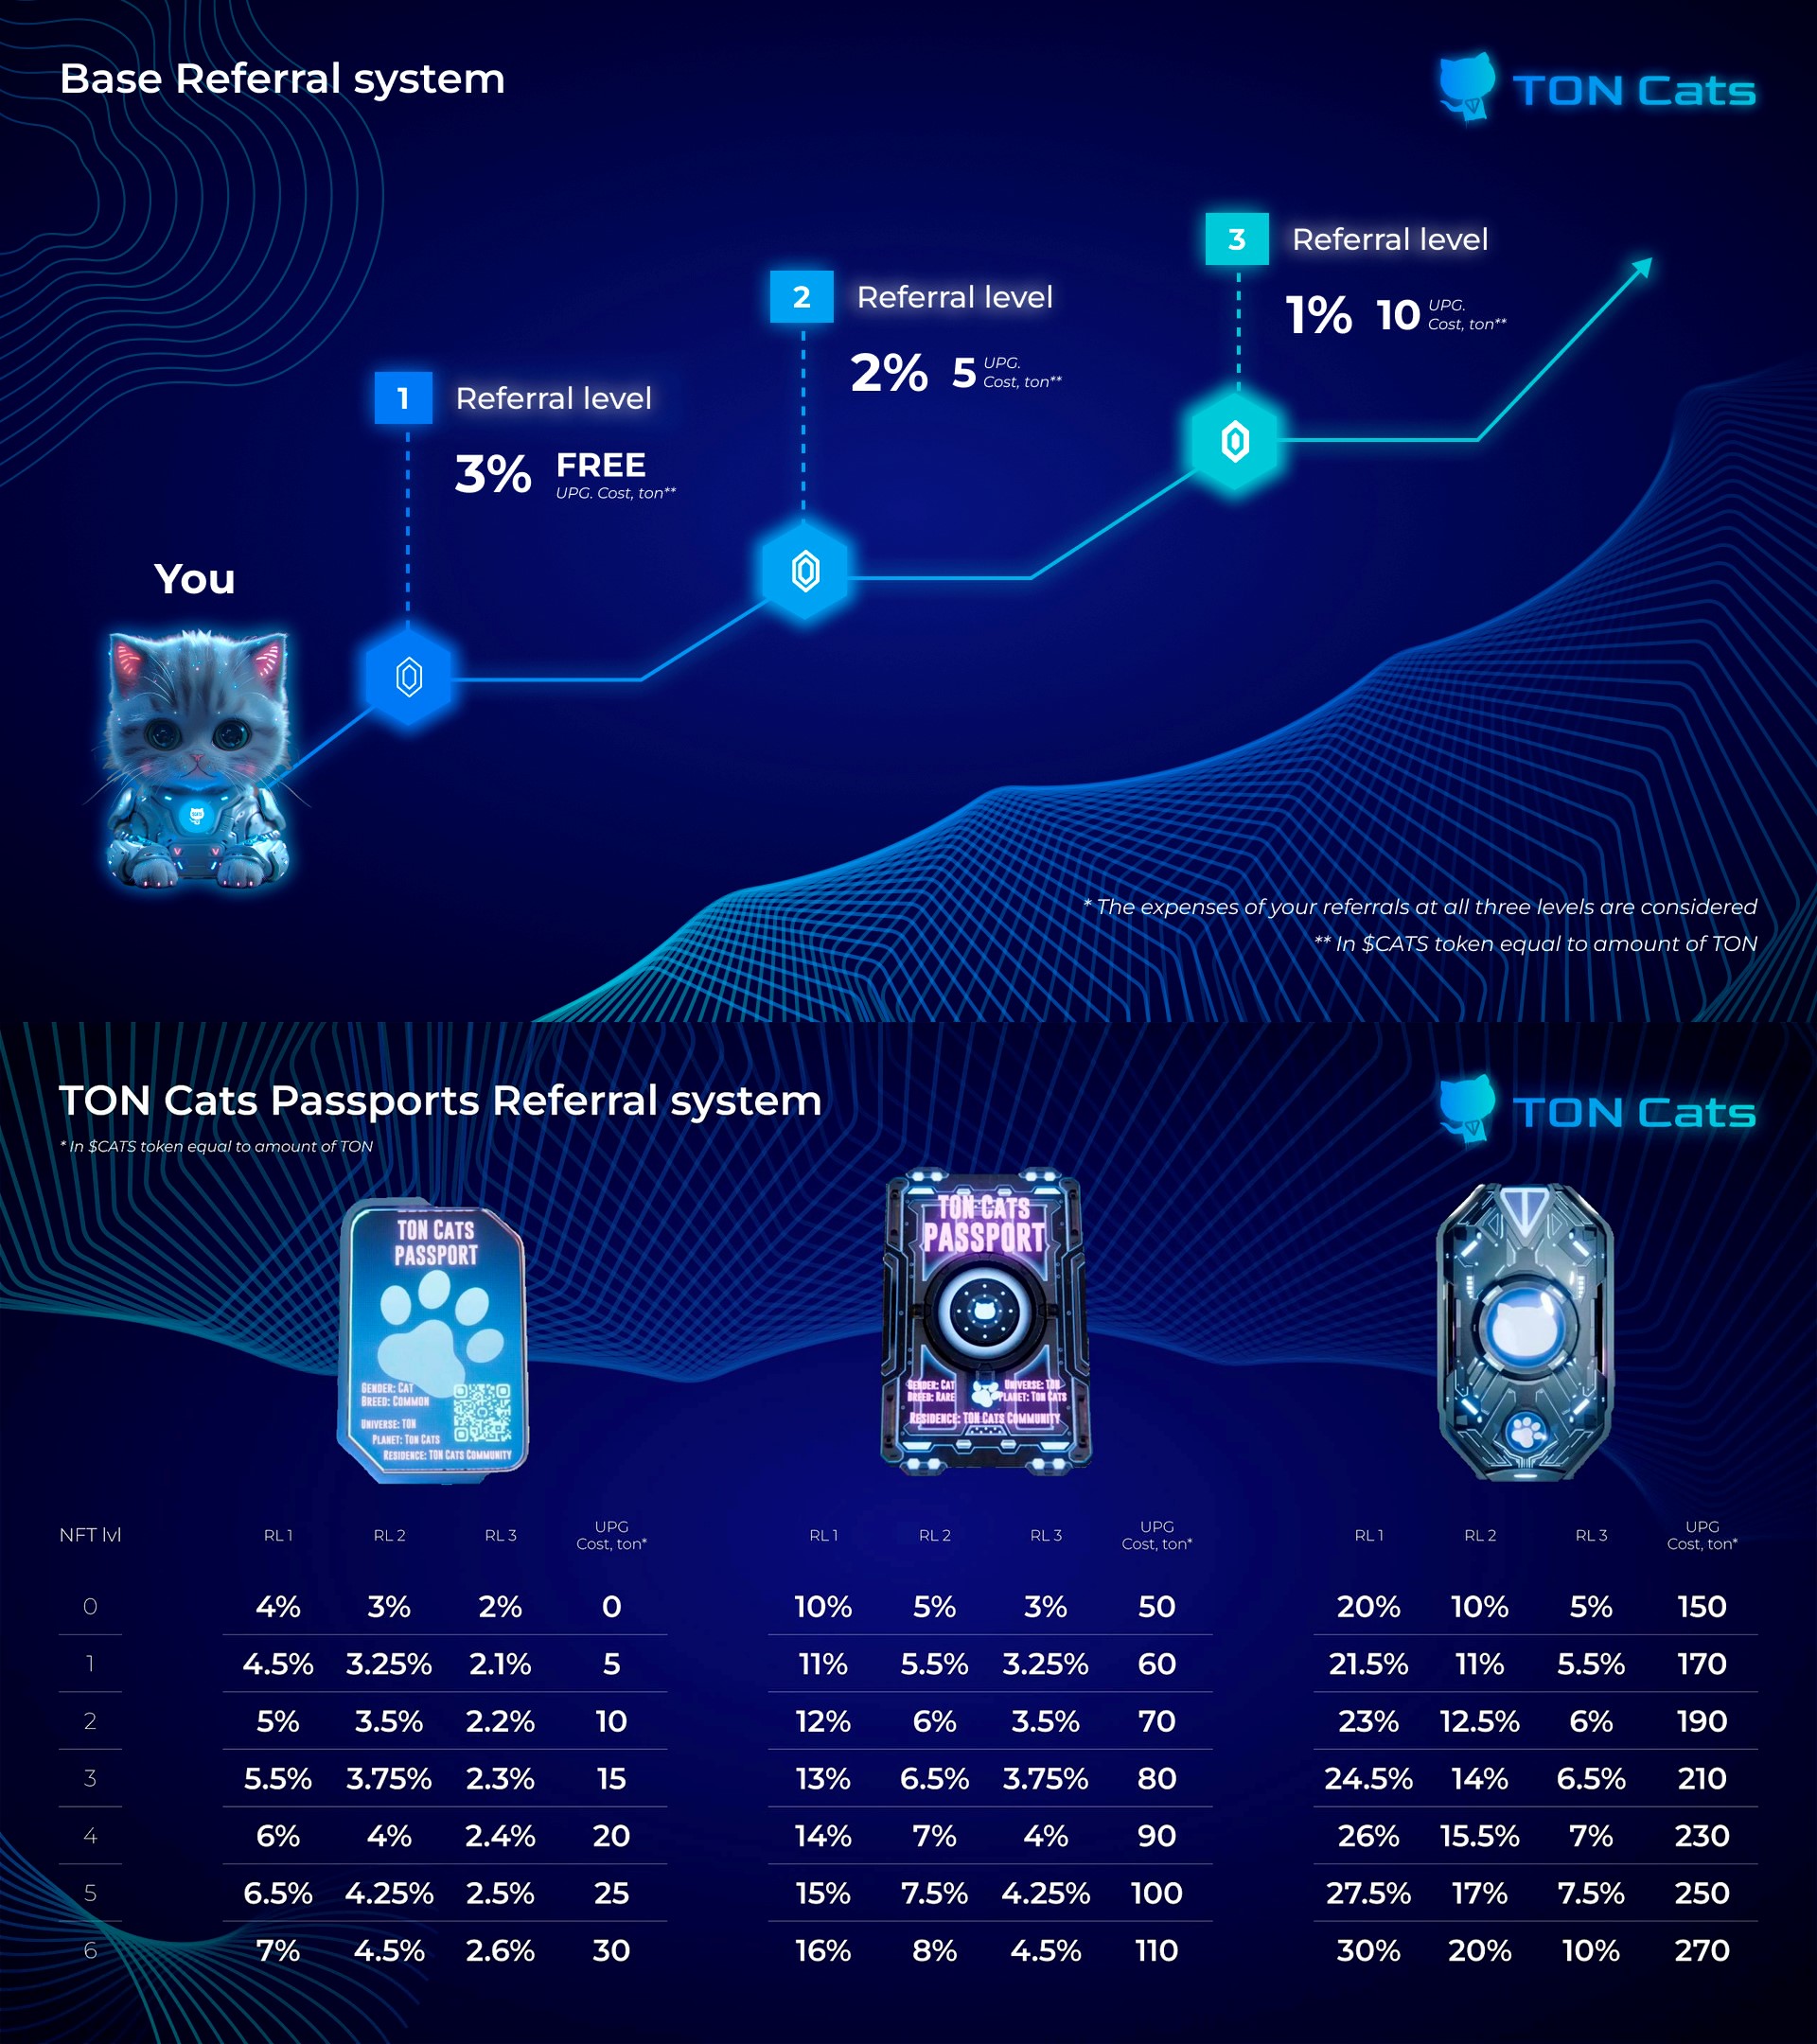 Base Referral system
TON Cats
3 Referral level
1% 10 UPG.
Cost, ton**
2 Referral level
2% 5 UPG.
Cost, ton**
1 Referral level
3% FREE
UPG. Cost, ton**
You
* The expenses of your referrals at all three levels are considered
** In $CATS token equal to amount of TON
TON Cats Passports Referral system
TON Cats
* In $CATS token equal to amount of TON
TON CATS
PASSPORT
GENDER: CAT
BREED: COMMON
UNIVERSE: TON
PLANET: TON CATS
RESIDENCE: TON CATS COMMUNITY
TON CATS
PASSPORT
GENDER: CAT UNIVERSE: TON
BREED: RARE PLANET: TON CATS
RESIDENCE: TON CATS COMMUNITY
NFT lvl RL 1 RL 2 RL 3 UPG Cost, ton* RL 1 RL 2 RL 3 UPG Cost, ton* RL 1 RL 2 RL 3 UPG Cost, ton*
0 4% 3% 2% 0 10% 5% 3% 50 20% 10% 5% 150
1 4.5% 3.25% 2.1% 5 11% 5.5% 3.25% 60 21.5% 11% 5.5% 170
2 5% 3.5% 2.2% 10 12% 6% 3.5% 70 23% 12.5% 6% 190
3 5.5% 3.75% 2.3% 15 13% 6.5% 3.75% 80 24.5% 14% 6.5% 210
4 6% 4% 2.4% 20 14% 7% 4% 90 26% 15.5% 7% 230
5 6.5% 4.25% 2.5% 25 15% 7.5% 4.25% 100 27.5% 17% 7.5% 250
6 7% 4.5% 2.6% 30 16% 8% 4.5% 110 30% 20% 10% 270